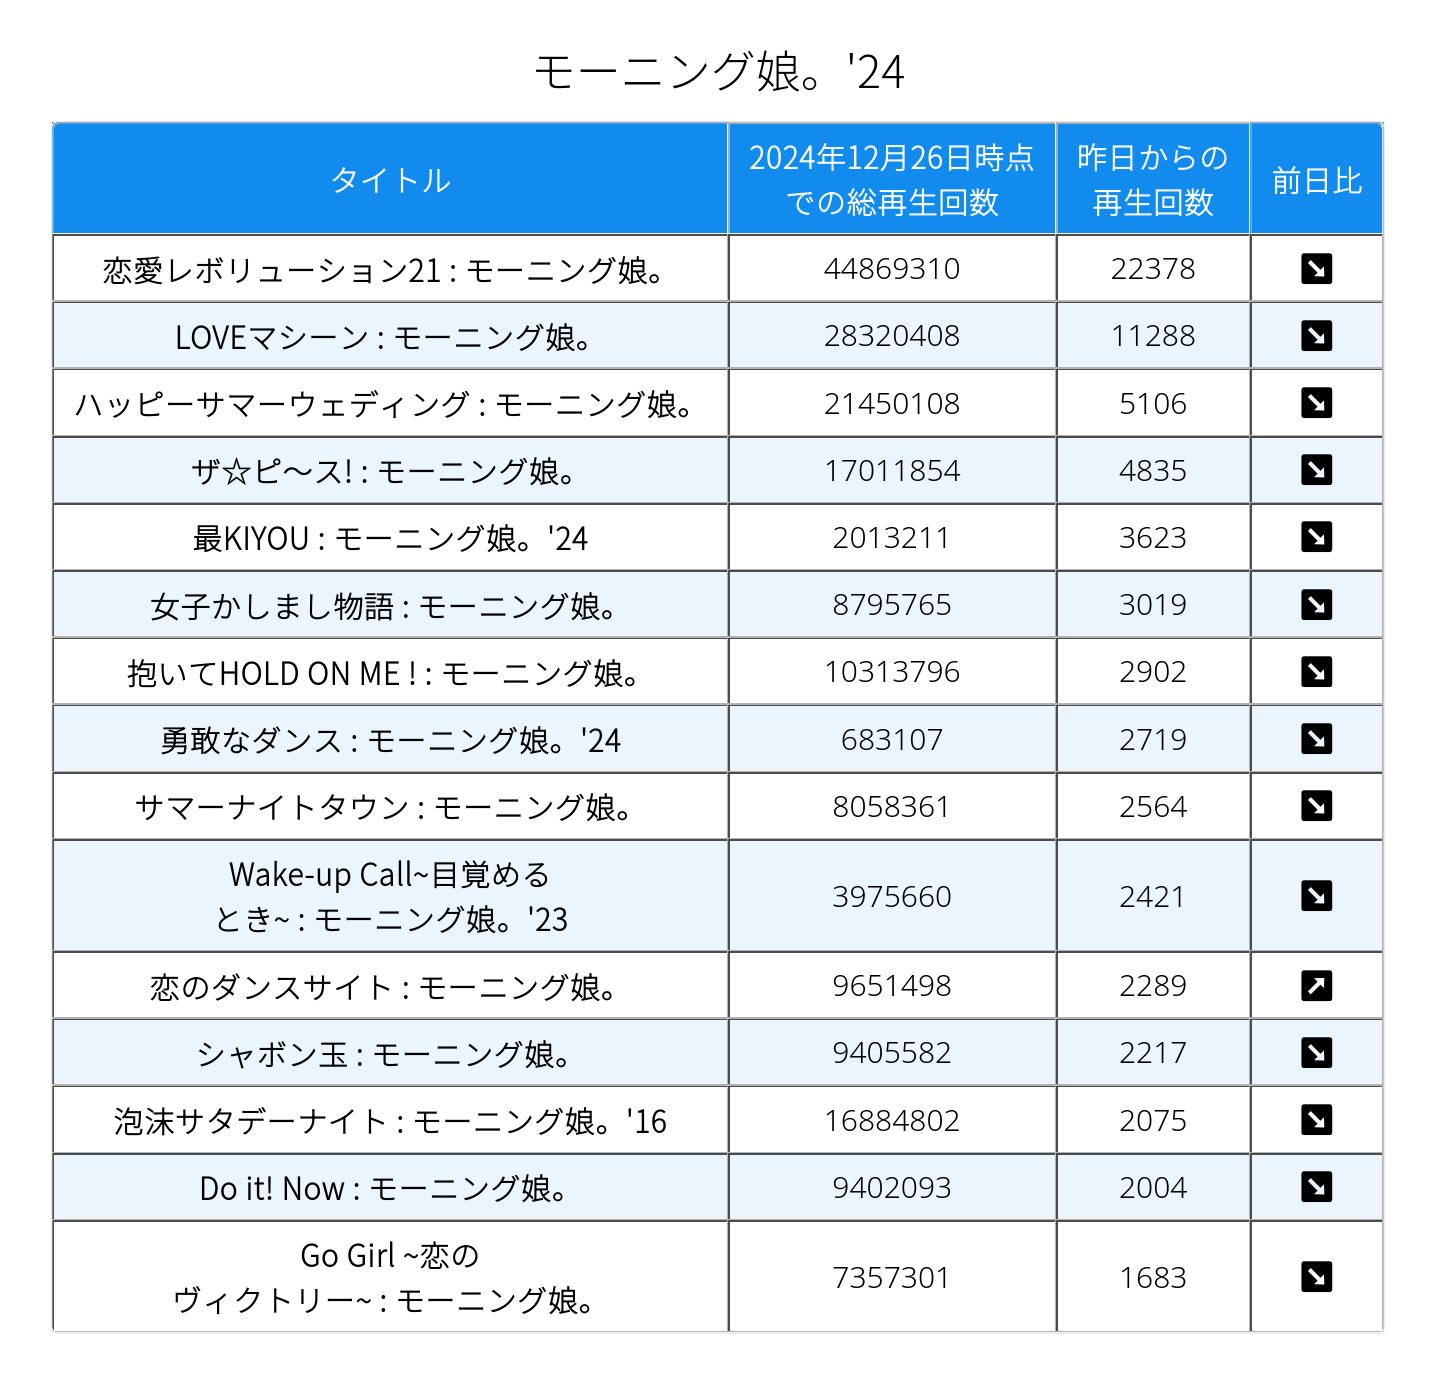 モーニング娘。'24
タイトル
2024年12月26日時点
での総再生回数
昨日からの
再生回数
前日比
恋愛レボリューション21 : モーニング娘。 44869310 22378 ↘
LOVEマシーン : モーニング娘。 28320408 11288 ↘
ハッピーサマーウェディング : モーニング娘。 21450108 5106 ↘
ザ☆ピ〜ス! : モーニング娘。 17011854 4835 ↘
最KIYOU : モーニング娘。'24 2013211 3623 ↘
女子かしまし物語 : モーニング娘。 8795765 3019 ↘
抱いてHOLD ON ME ! : モーニング娘。 10313796 2902 ↘
勇敢なダンス : モーニング娘。'24 683107 2719 ↘
サマーナイトタウン : モーニング娘。 8058361 2564 ↘
Wake-up Call~目覚める
とき~ : モーニング娘。'23
3975660 2421 ↘
恋のダンスサイト : モーニング娘。 9651498 2289 ↗
シャボン玉 : モーニング娘。 9405582 2217 ↘
泡沫サタデーナイト : モーニング娘。'16 16884802 2075 ↘
Do it! Now : モーニング娘。 9402093 2004 ↘
Go Girl ~恋の
ヴィクトリー~ : モーニング娘。
7357301 1683 ↘